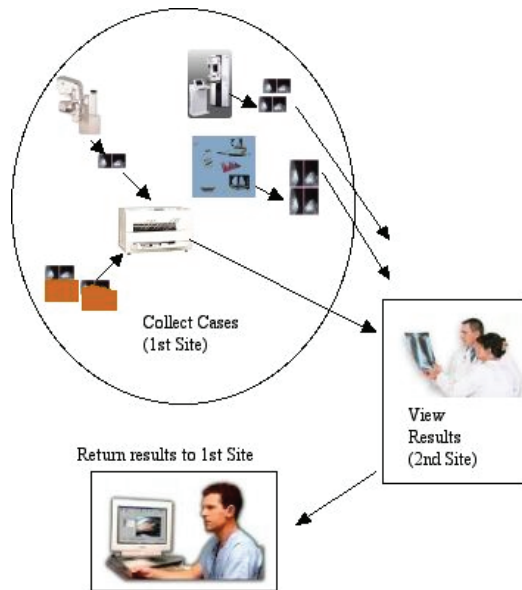 Collect Cases
(1st Site)
View
Results
(2nd Site)
Return results to 1st Site